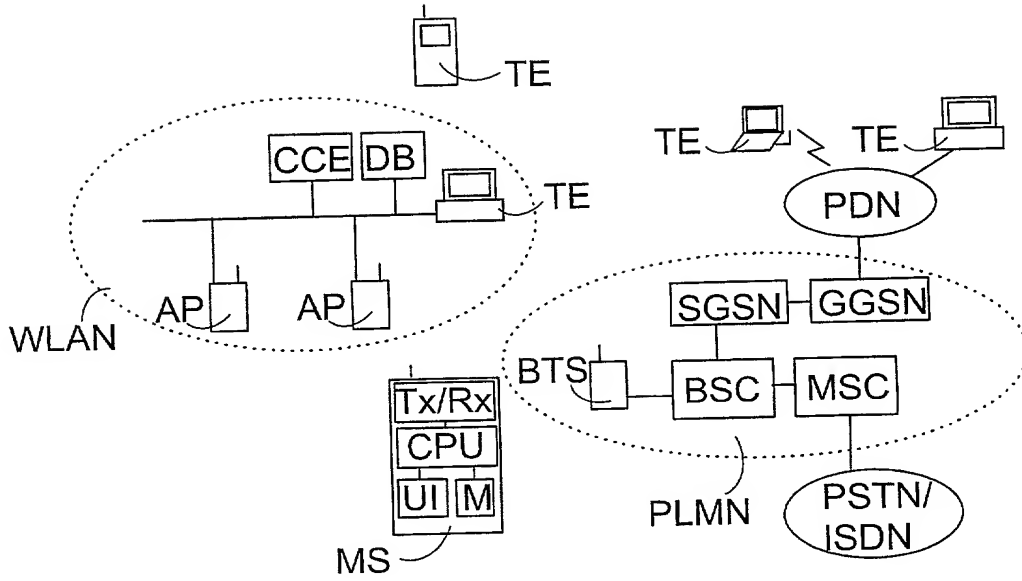 TE
CCE
DB
TE
TE
TE
PDN
AP
AP
WLAN
SGSN
GGSN
BTS
BSC
MSC
Tx/Rx
CPU
UI
M
MS
PLMN
PSTN/
ISDN